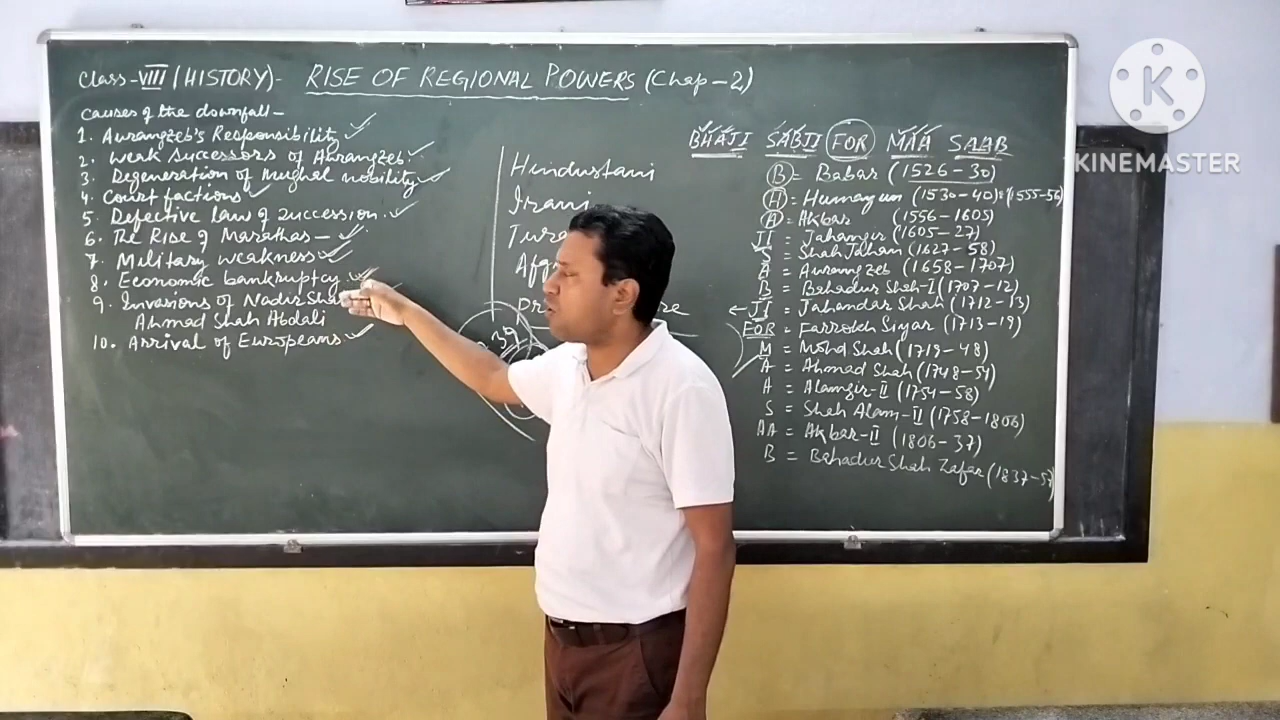 Class-VIII (HISTORY)- RISE OF REGIONAL POWERS (Chap-2)
Causes of the downfall-
1. Aurangzeb's Responsibility
2. Weak Successors of Aurangzeb.
3. Degeneration of Mughal nobility
4. Court factions
5. Defective law of Succession.
6. The Rise of Marathas-
7. Military weakness
8. Economic bankruptcy
9. Invasions of Nadir Shah
Ahmad Shah Abdali
10. Arrival of Europeans
Hindustani
Irani
39
BHAJI SABJI FOR MAA SAAB
B = Babar (1526-30)
H = Humayun (1530-40)=(1555-56)
A = Akbar (1556-1605)
JI = Jahangir (1605-27)
S = Shah Jahan (1627-58)
A = Aurangzeb (1658-1707)
B = Bahadur Shah-I (1707-12)
JI = Jahandar Shah (1712-13)
FOR = Farrokh Siyar (1713-19)
M = Mohd Shah (1719-48)
A = Ahmad Shah (1748-54)
A = Alamgir-II (1754-58)
S = Shah Alam-II (1758-1806)
AA = Akbar-II (1806-37)
B = Bahadur Shah Zafar (1837-57)
K
KINEMASTER